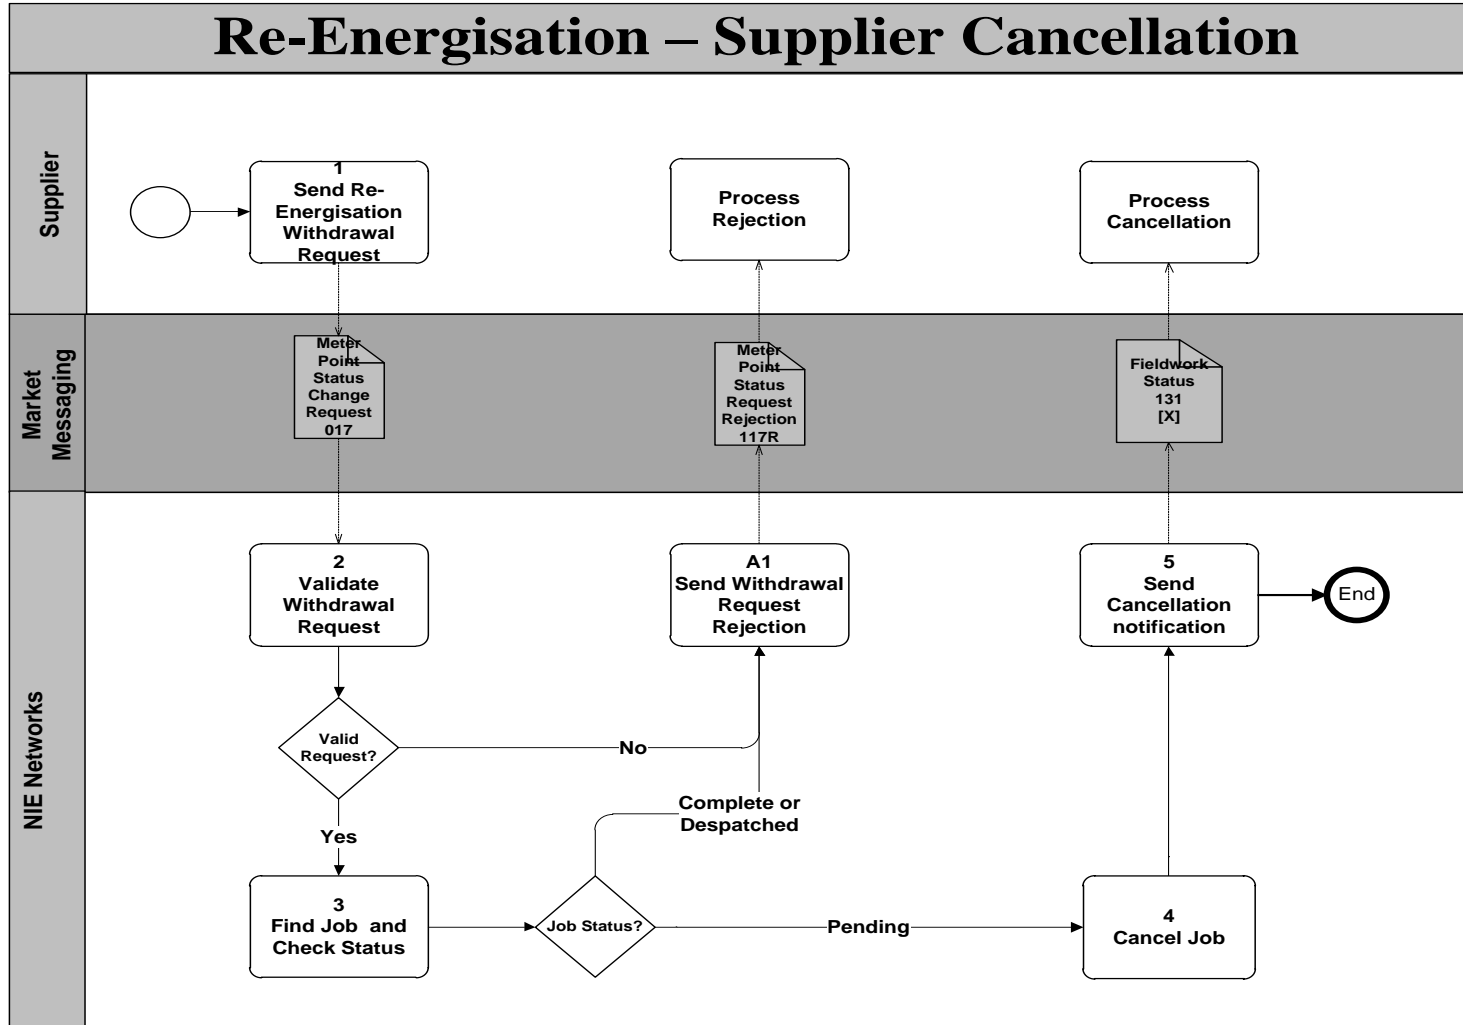 Re-Energisation – Supplier Cancellation
Supplier
1
Send Re-
Energisation
Withdrawal
Request
Process
Rejection
Process
Cancellation
Market
Messaging
Meter
Point
Status
Change
Request
017
Meter
Point
Status
Request
Rejection
117R
Fieldwork
Status
131
[X]
NIE Networks
2
Validate
Withdrawal
Request
A1
Send Withdrawal
Request
Rejection
5
Send
Cancellation
notification
End
Valid
Request?
No
Complete or
Despatched
Yes
3
Find Job  and
Check Status
Job Status?
Pending
4
Cancel Job